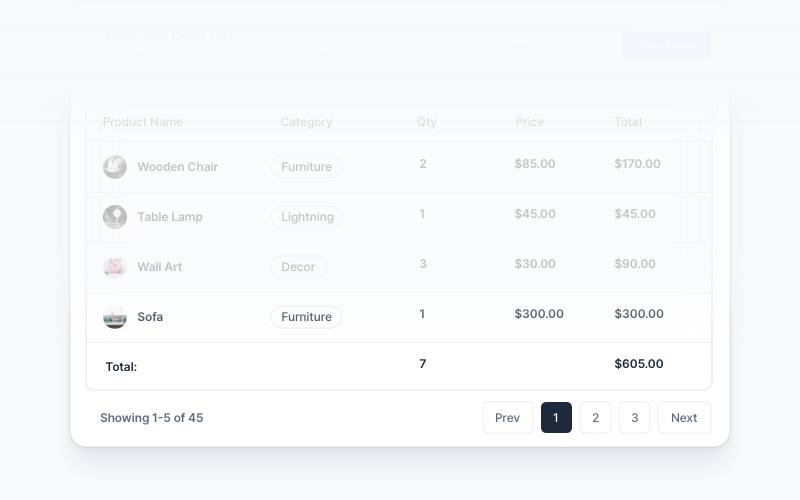 Product Name Category Qty Price Total
Wooden Chair Furniture 2 $85.00 $170.00
Table Lamp Lightning 1 $45.00 $45.00
Wall Art Decor 3 $30.00 $90.00
Sofa Furniture 1 $300.00 $300.00
Total: 7 $605.00
Showing 1-5 of 45 Prev 1 2 3 Next